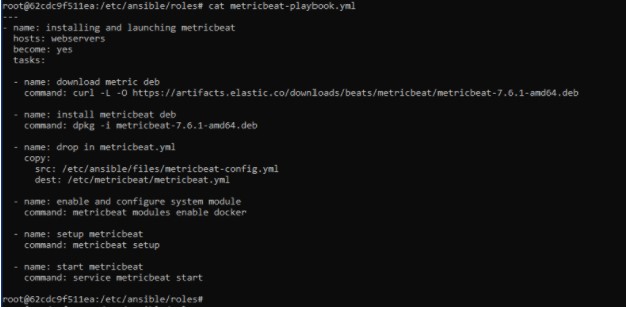 root@62cdc9f511ea:/etc/ansible/roles# cat metricbeat-playbook.yml
---
- name: installing and launching metricbeat
  hosts: webservers
  become: yes
  tasks:

  - name: download metric deb
    command: curl -L -O https://artifacts.elastic.co/downloads/beats/metricbeat/metricbeat-7.6.1-amd64.deb

  - name: install metricbeat deb
    command: dpkg -i metricbeat-7.6.1-amd64.deb

  - name: drop in metricbeat.yml
    copy:
      src: /etc/ansible/files/metricbeat-config.yml
      dest: /etc/metricbeat/metricbeat.yml

  - name: enable and configure system module
    command: metricbeat modules enable docker

  - name: setup metricbeat
    command: metricbeat setup

  - name: start metricbeat
    command: service metricbeat start

root@62cdc9f511ea:/etc/ansible/roles#